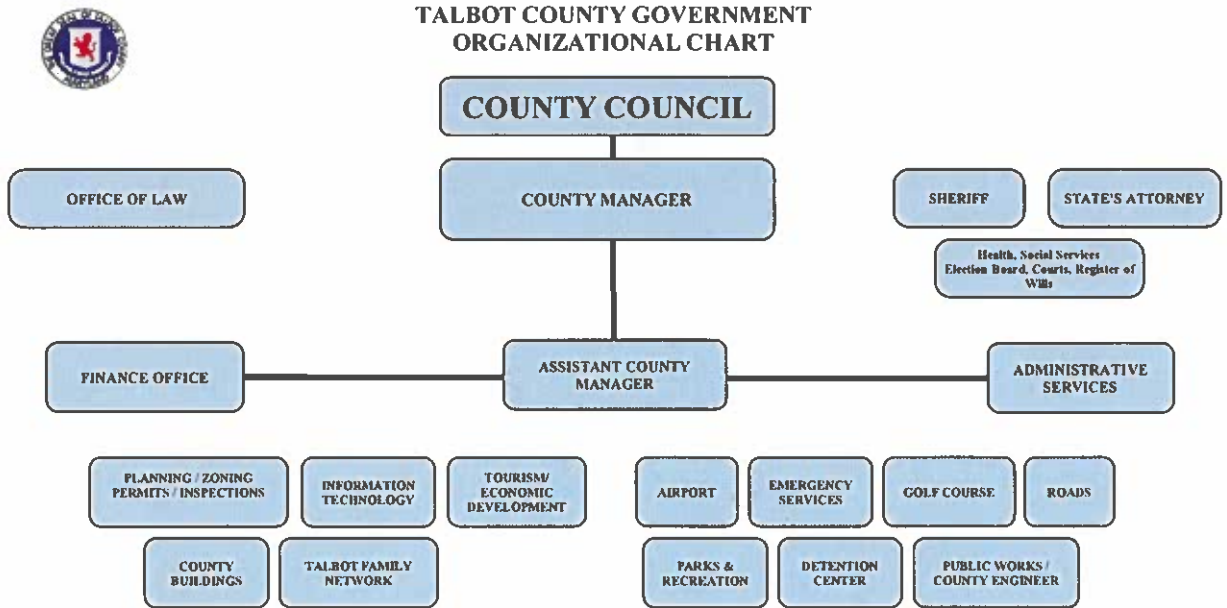 TALBOT COUNTY GOVERNMENT
ORGANIZATIONAL CHART
COUNTY COUNCIL
OFFICE OF LAW
COUNTY MANAGER
SHERIFF
STATE'S ATTORNEY
Health, Social Services
Election Board, Courts, Register of
Wills
FINANCE OFFICE
ASSISTANT COUNTY
MANAGER
ADMINISTRATIVE
SERVICES
PLANNING / ZONING
PERMITS / INSPECTIONS
INFORMATION
TECHNOLOGY
TOURISM/
ECONOMIC
DEVELOPMENT
AIRPORT
EMERGENCY
SERVICES
GOLF COURSE
ROADS
COUNTY
BUILDINGS
TALBOT FAMILY
NETWORK
PARKS &
RECREATION
DETENTION
CENTER
PUBLIC WORKS /
COUNTY ENGINEER